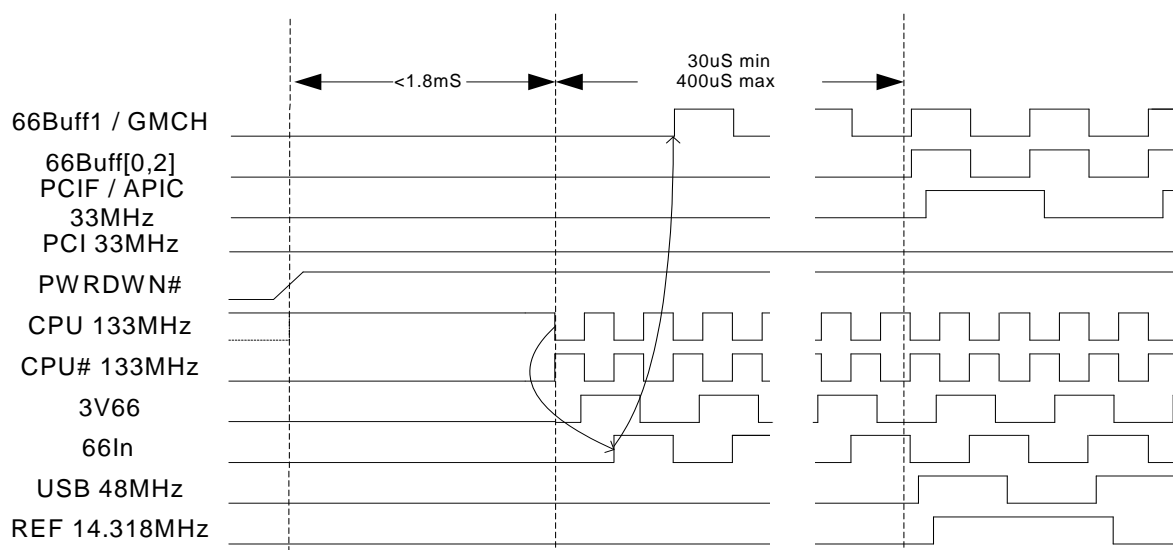 30uS min
<1.8mS
400uS max
66Buff1 / GMCH
66Buff[0,2]
PCIF / APIC
33MHz
PCI 33MHz
PWRDWN#
CPU 133MHz
CPU# 133MHz
3V66
66In
USB 48MHz
REF 14.318MHz